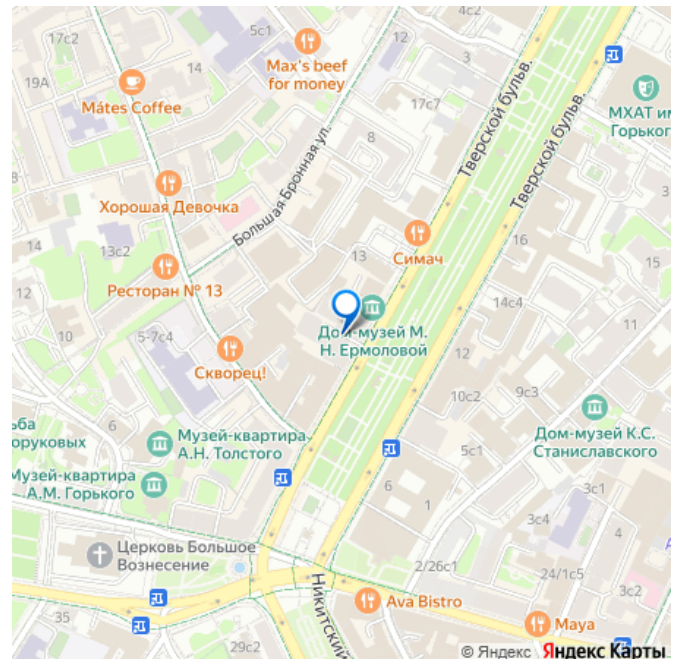 17с2
5с1
12
14
Max's beef
for money
19А
Mátes Coffee
17с7
3
МХАТ им
Горького
8
Тверской бульв.
Тверской бульв.
Большая Бронная ул.
Хорошая Девочка
Симач
16
14
13с2
13
15
12
Ресторан № 13
14с4
10
5-7с4
Дом-музей М.
Н. Ермоловой
11
Скворец!
12
10с2
9с3
6
ьба
оруковых
Музей-квартира
А.Н. Толстого
Дом-музей К.С.
Станиславского
5с1
Музей-квартира
А.М. Горького
6
1
3с1
3с4
4
Церковь Большое
Вознесение
2/26с1
24/1с5
3с2
Никитский
Ava Bistro
Maya
35
29с2
© Яндекс Яндекс Карты